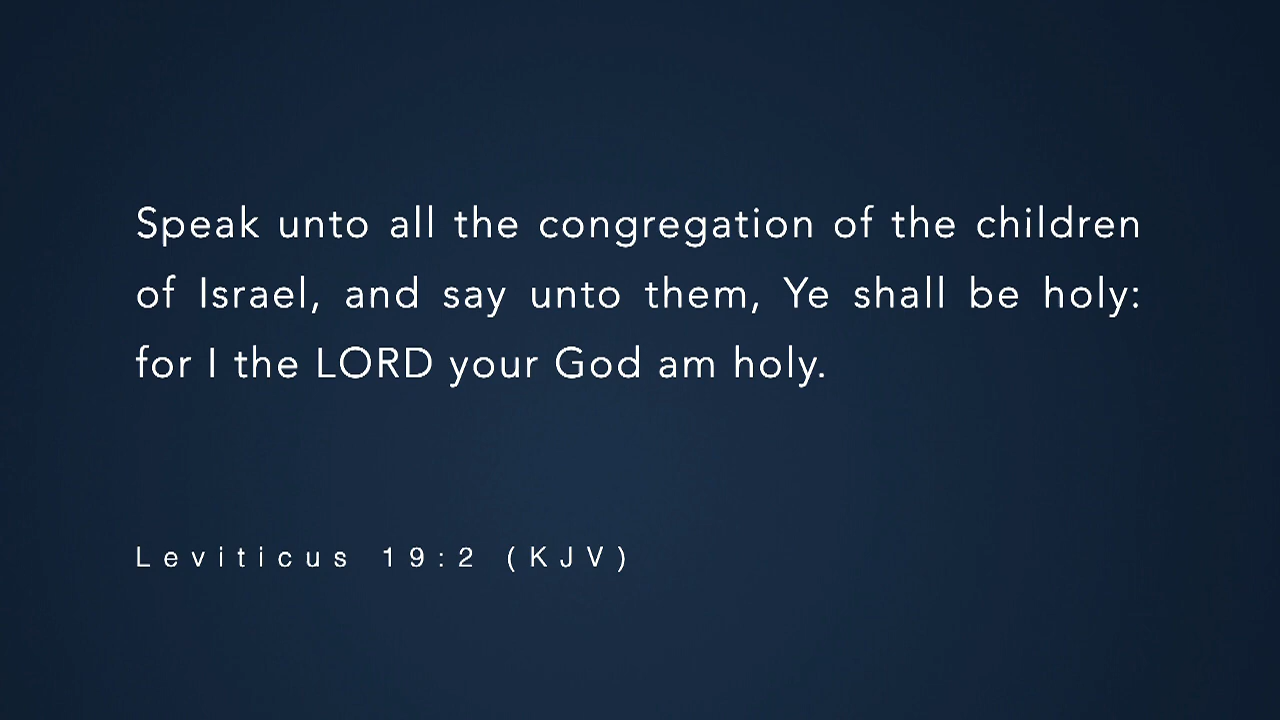 Speak unto all the congregation of the children
of Israel, and say unto them, Ye shall be holy:
for I the LORD your God am holy.
Leviticus 19:2 (KJV)